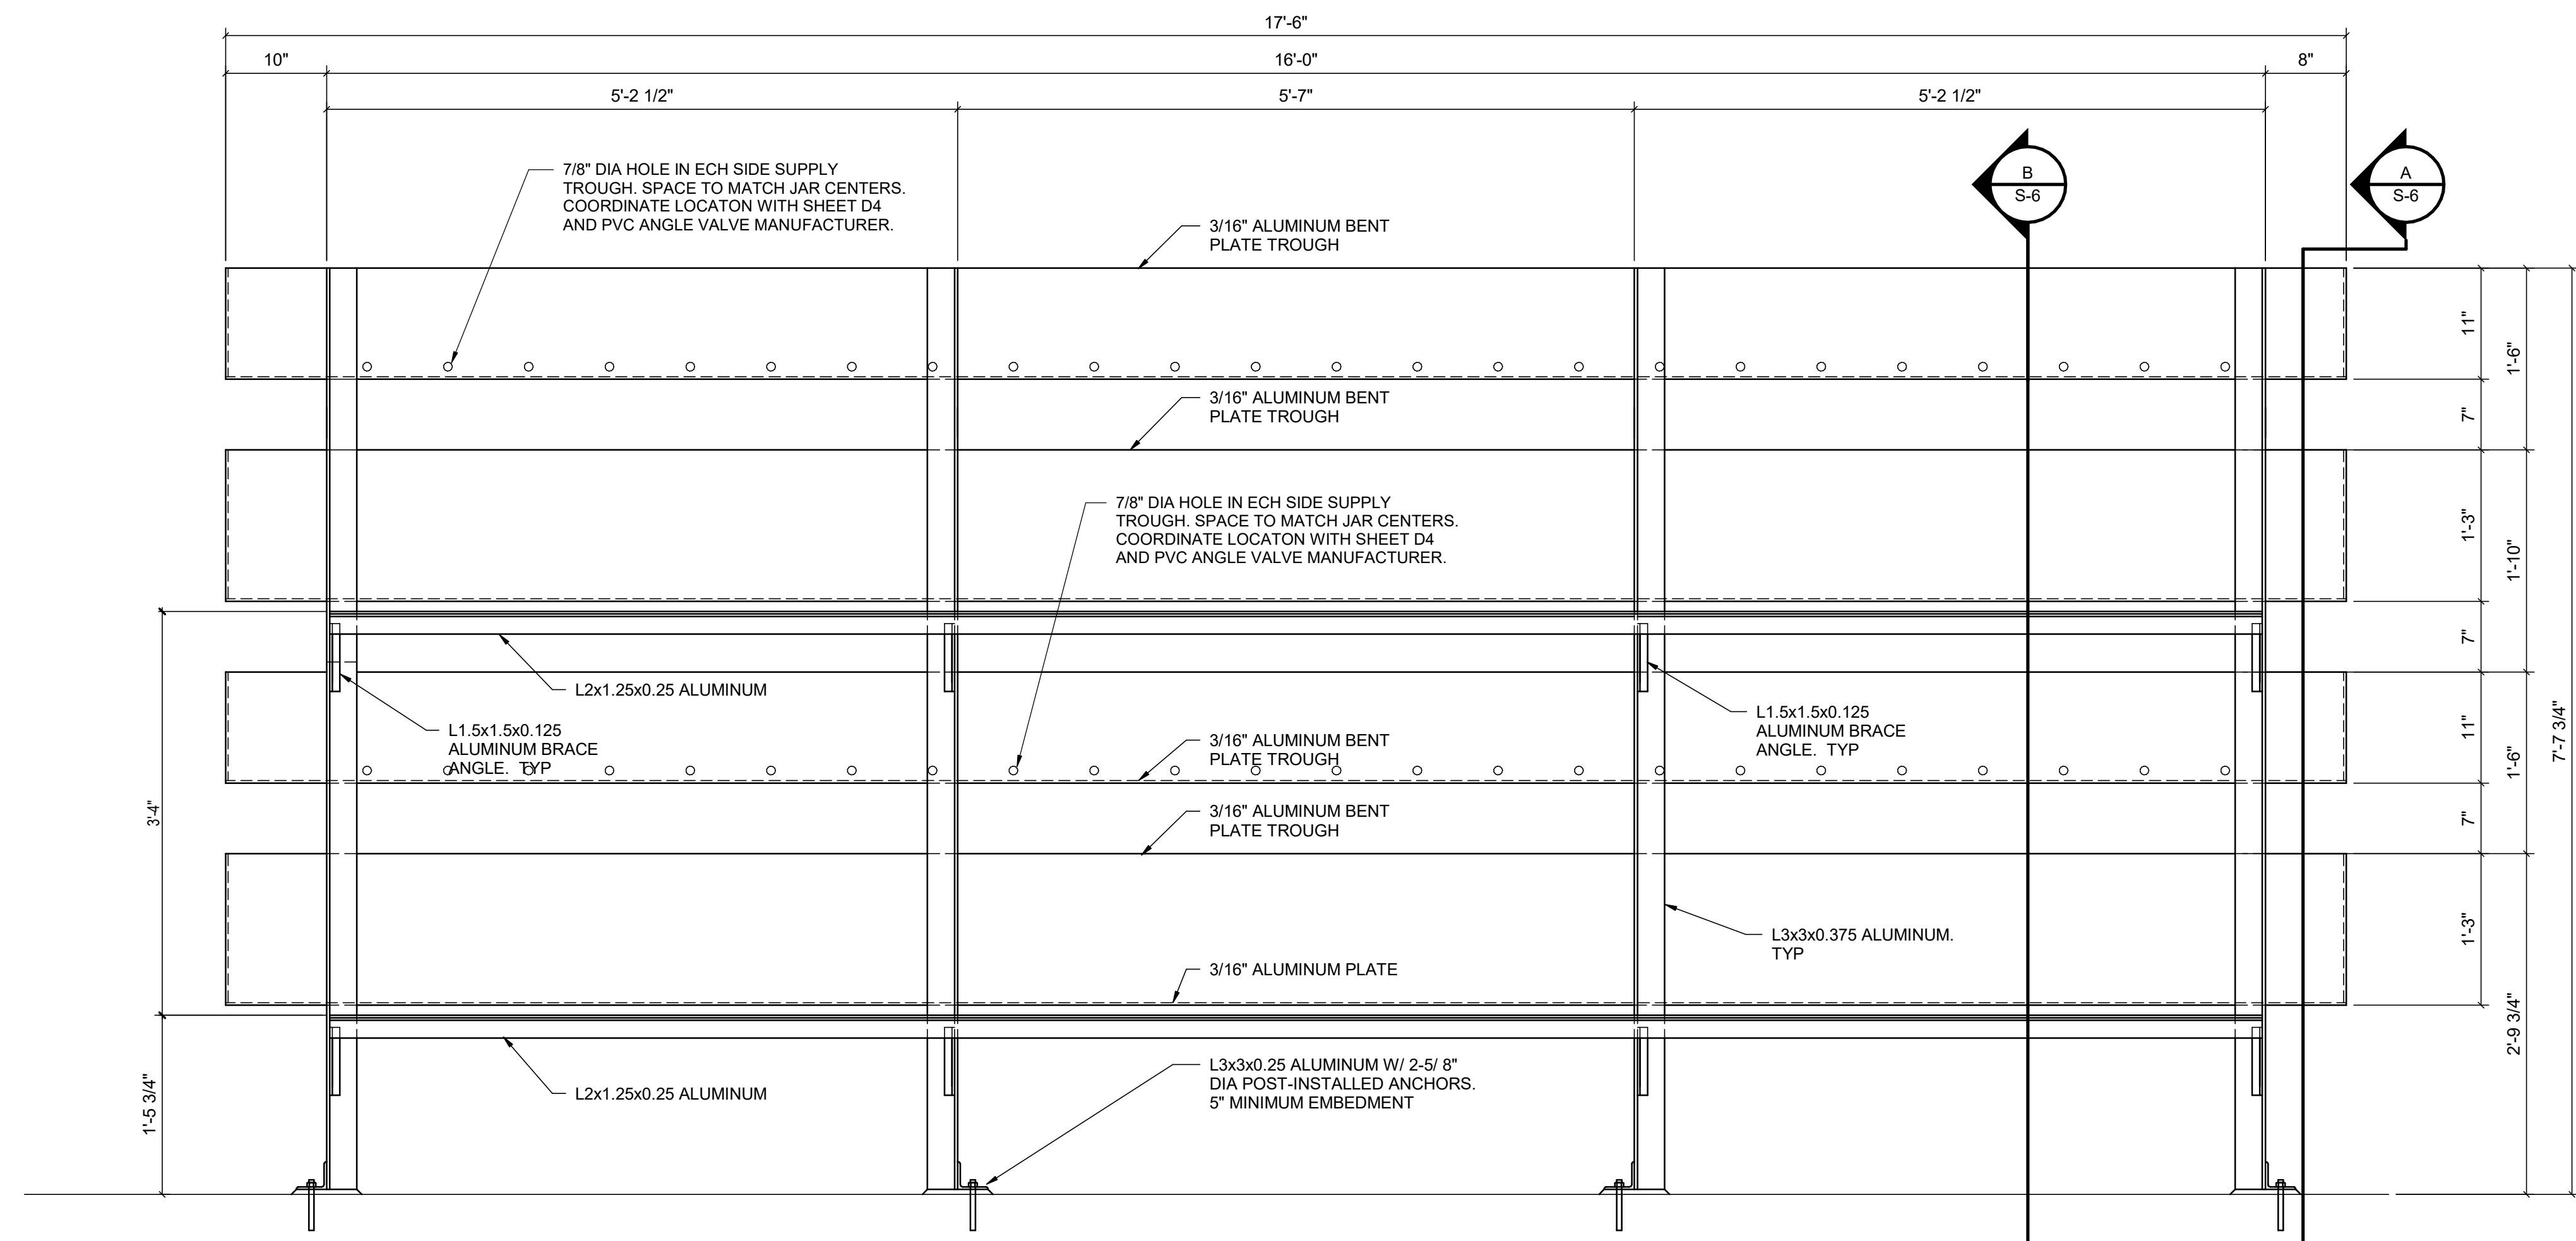 17'-6"
10"
16'-0"
8"
5'-2 1/2"
5'-7"
5'-2 1/2"
7/8" DIA HOLE IN ECH SIDE SUPPLY
TROUGH. SPACE TO MATCH JAR CENTERS.
COORDINATE LOCATON WITH SHEET D4
AND PVC ANGLE VALVE MANUFACTURER.
B
S-6
A
S-6
3/16" ALUMINUM BENT
PLATE TROUGH
11"
1'-6"
7"
3/16" ALUMINUM BENT
PLATE TROUGH
7/8" DIA HOLE IN ECH SIDE SUPPLY
TROUGH. SPACE TO MATCH JAR CENTERS.
COORDINATE LOCATON WITH SHEET D4
AND PVC ANGLE VALVE MANUFACTURER.
1'-3"
1'-10"
7"
L2x1.25x0.25 ALUMINUM
L1.5x1.5x0.125
ALUMINUM BRACE
ANGLE. TYP
L1.5x1.5x0.125
ALUMINUM BRACE
ANGLE. TYP
3/16" ALUMINUM BENT
PLATE TROUGH
11"
1'-6"
7'-7 3/4"
3'-4"
3/16" ALUMINUM BENT
PLATE TROUGH
7"
L3x3x0.375 ALUMINUM.
TYP
1'-3"
3/16" ALUMINUM PLATE
2'-9 3/4"
L3x3x0.25 ALUMINUM W/ 2-5/ 8"
DIA POST-INSTALLED ANCHORS.
5" MINIMUM EMBEDMENT
L2x1.25x0.25 ALUMINUM
1'-5 3/4"